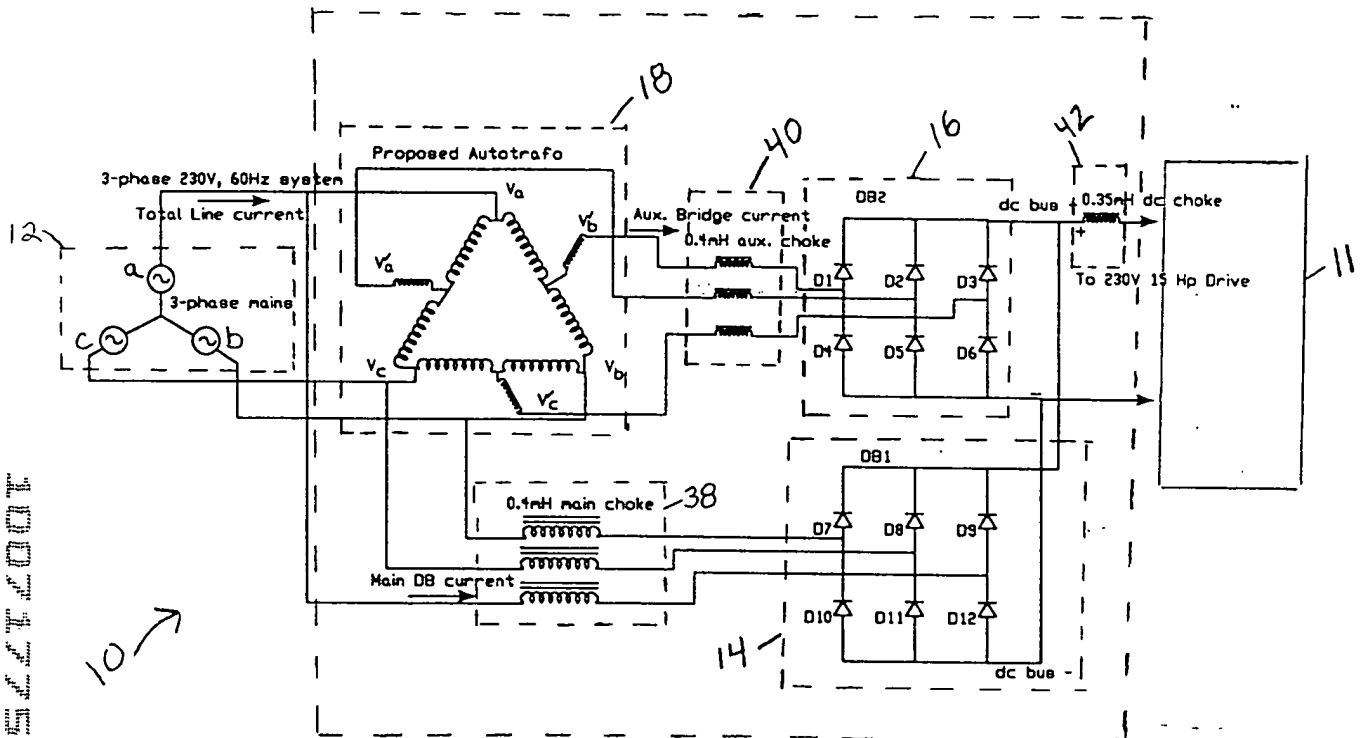 18
Proposed Autotrafo
3-phase 230V, 60Hz system
Total Line current
12
a
3-phase mains
c
b
Va
V'b
V'a
Vc
Vb
V'c
40
Aux. Bridge current
0.4mH aux. choke
16
DB2
D1
D2
D3
D4
D5
D6
42
dc bus +
0.35mH dc choke
+
To 230V 15 Hp Drive
11
-
0.4mH main choke
38
Main DB current
DB1
D7
D8
D9
D10
D11
D12
14
dc bus -
10